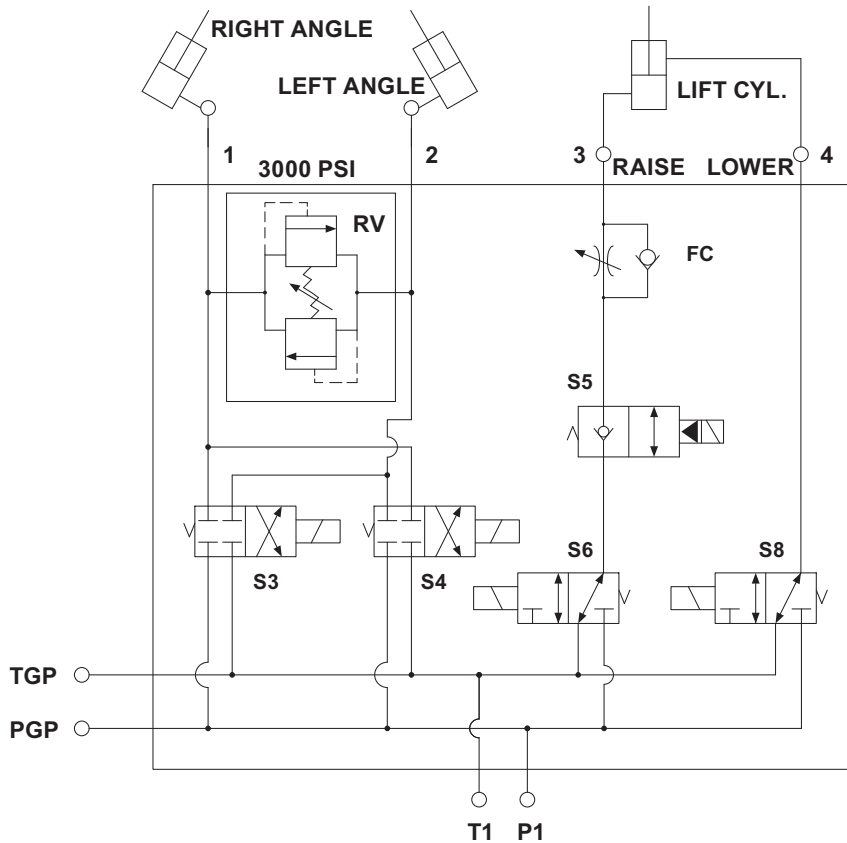 RIGHT ANGLE
LEFT ANGLE
LIFT CYL.
1
2
3
4
3000 PSI
RAISE
LOWER
RV
FC
S5
S6
S8
S3
S4
TGP
PGP
T1
P1